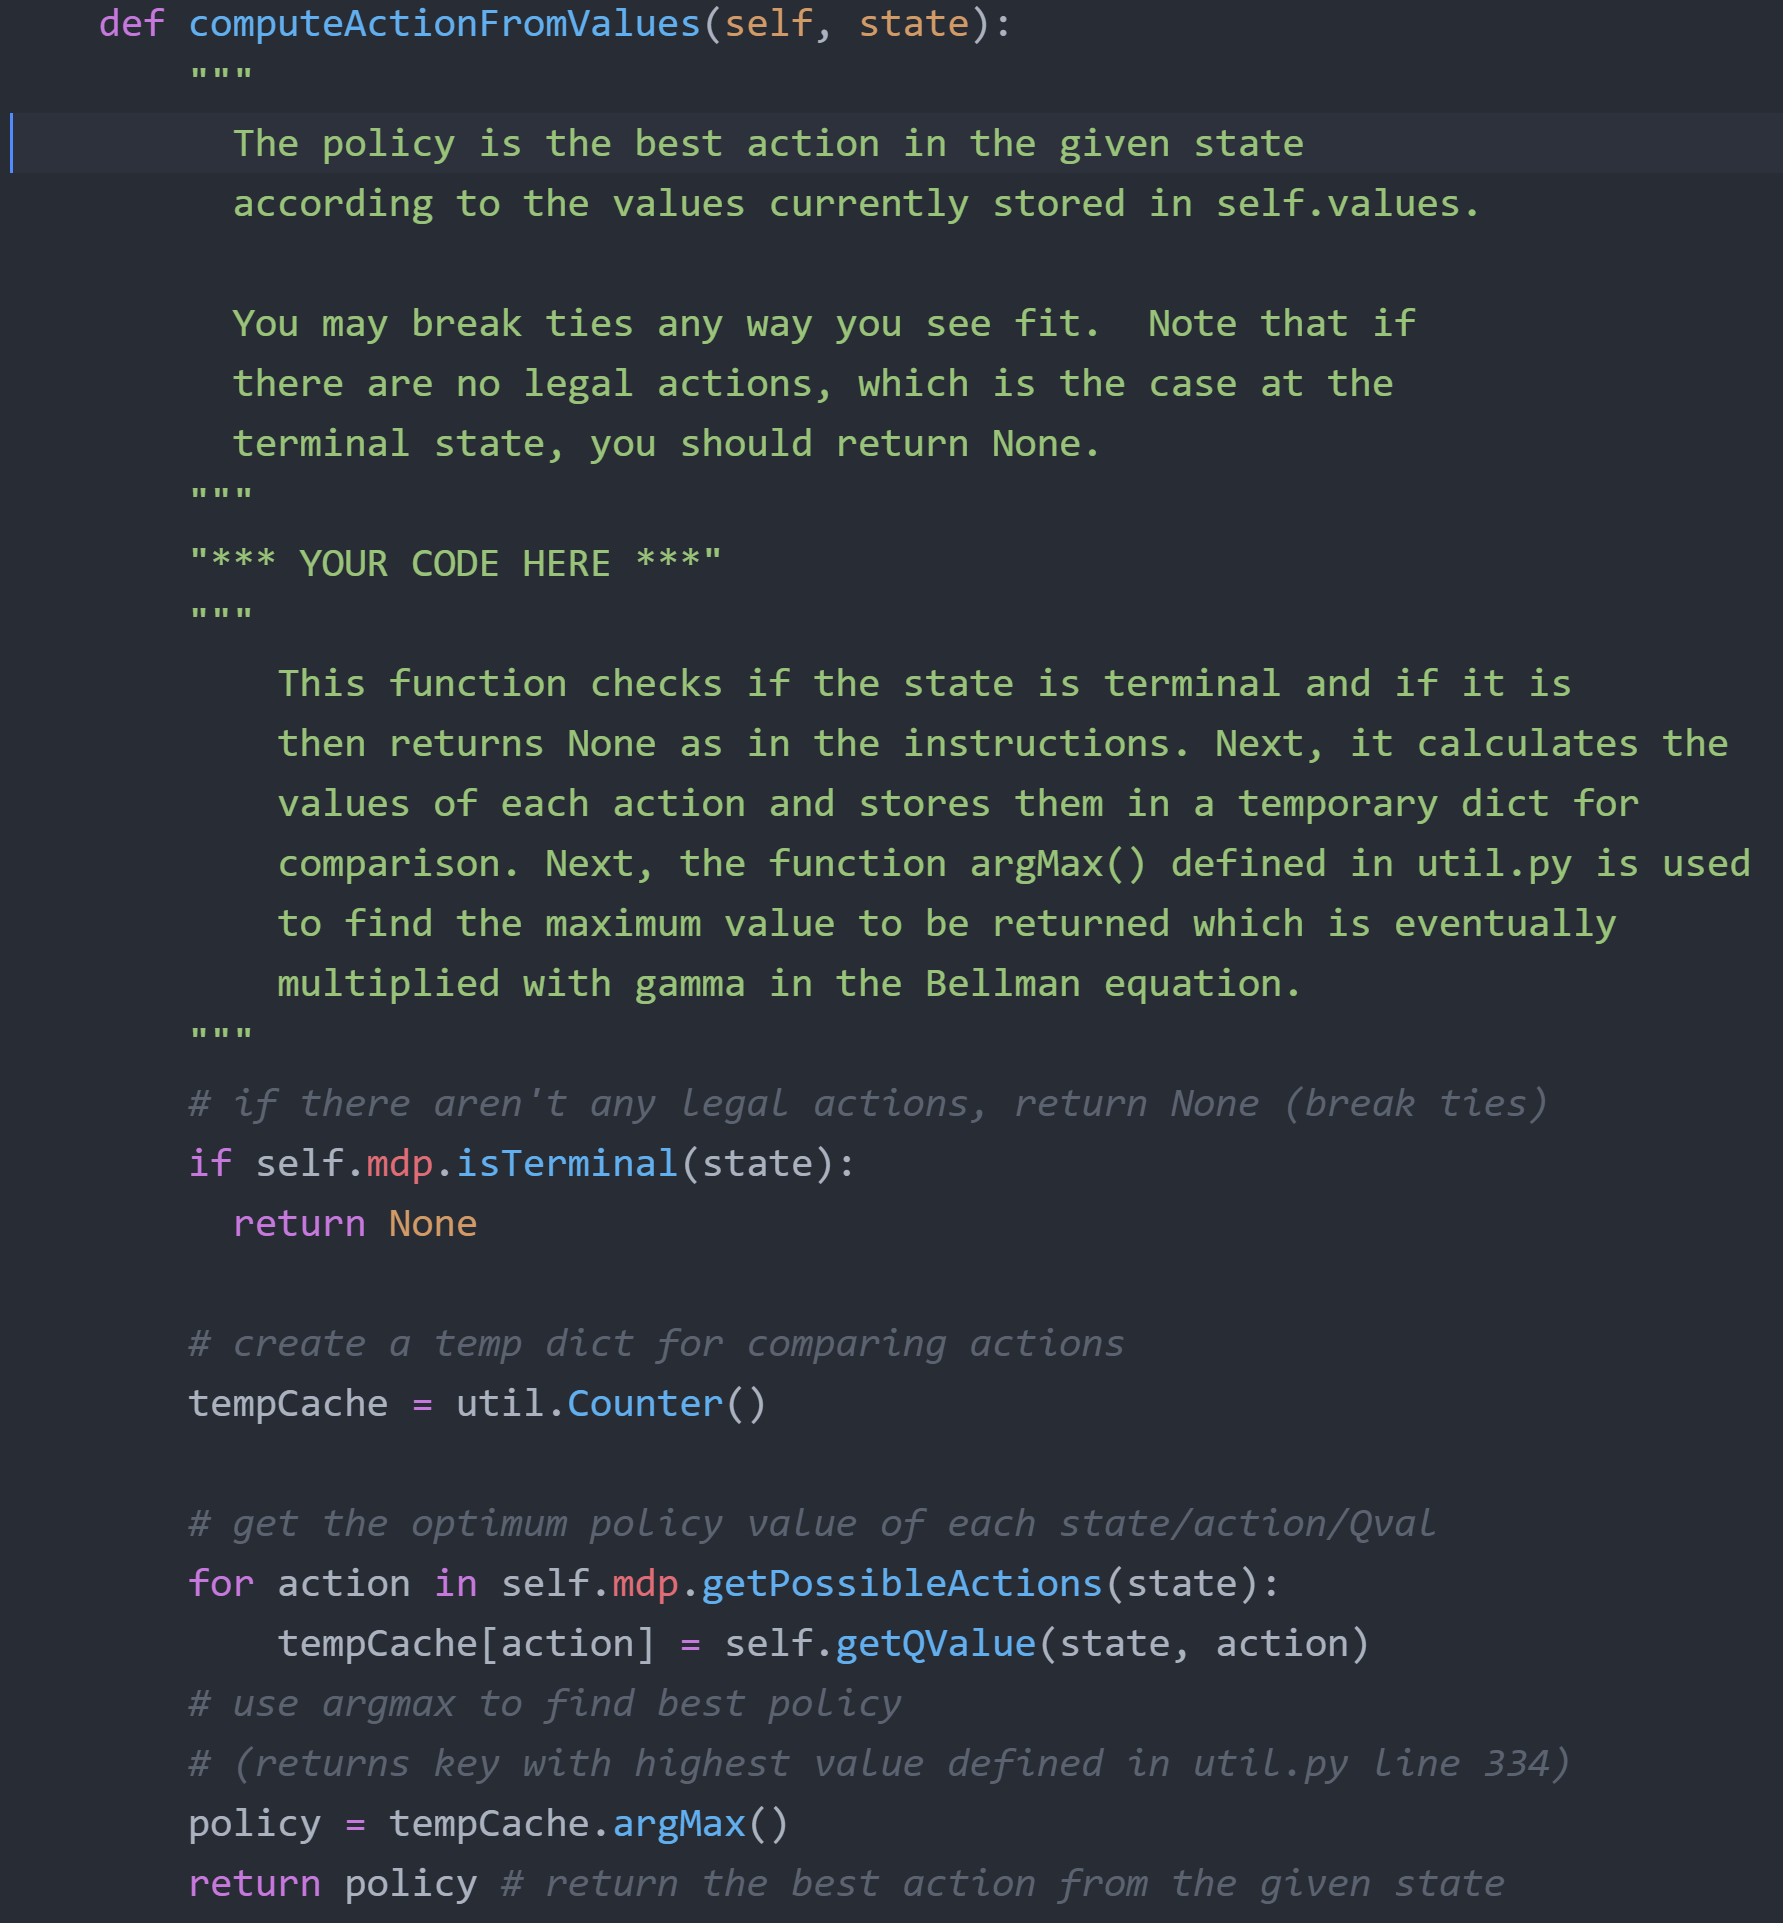 def computeActionFromValues(self, state):
"""
The policy is the best action in the given state
according to the values currently stored in self.values.
You may break ties any way you see fit.  Note that if
there are no legal actions, which is the case at the
terminal state, you should return None.
"""
"*** YOUR CODE HERE ***"
"""
This function checks if the state is terminal and if it is
then returns None as in the instructions. Next, it calculates the
values of each action and stores them in a temporary dict for
comparison. Next, the function argMax() defined in util.py is used
to find the maximum value to be returned which is eventually
multiplied with gamma in the Bellman equation.
"""
# if there aren't any legal actions, return None (break ties)
if self.mdp.isTerminal(state):
return None
# create a temp dict for comparing actions
tempCache = util.Counter()
# get the optimum policy value of each state/action/Qval
for action in self.mdp.getPossibleActions(state):
tempCache[action] = self.getQValue(state, action)
# use argmax to find best policy
# (returns key with highest value defined in util.py line 334)
policy = tempCache.argMax()
return policy # return the best action from the given state